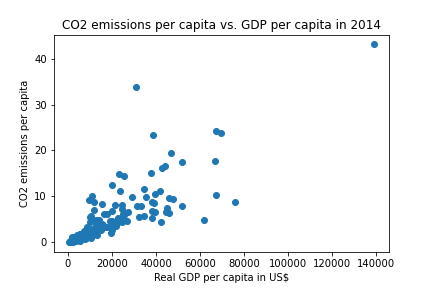 CO2 emissions per capita vs. GDP per capita in 2014
40
30
20
10
0
CO2 emissions per capita
0 20000 40000 60000 80000 100000 120000 140000
Real GDP per capita in US$